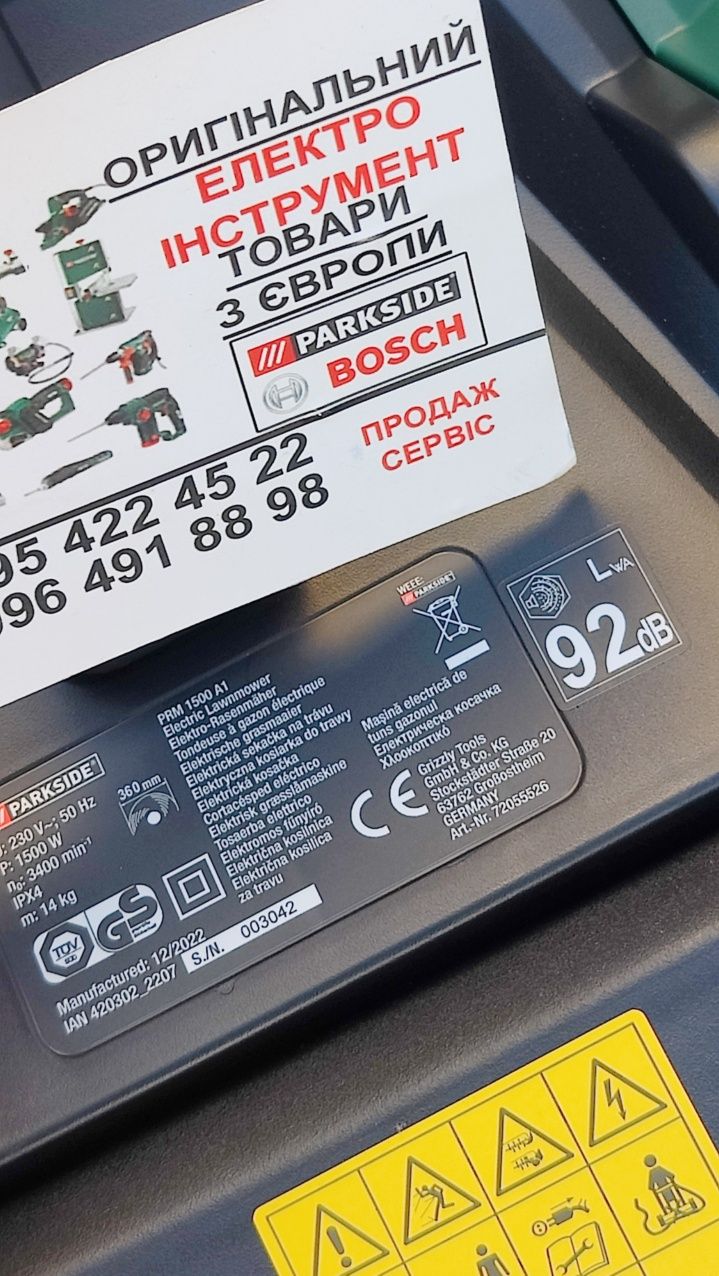 ОРИГІНАЛЬНИЙ
ЕЛЕКТРО
ІНСТРУМЕНТ
ТОВАРИ
З ЄВРОПИ
PARKSIDE
BOSCH
ПРОДАЖ
СЕРВІС
95 422 45 22
096 491 88 98
WEEE:
PARKSIDE
LWA
92dB
PARKSIDE
230 V~; 50 Hz
P: 1500 W
n₀: 3400 min⁻¹
IPX4
m: 14 kg
360 mm
PRM 1500 A1
Electric Lawnmower
Elektro-Rasenmäher
Tondeuse à gazon électrique
Elektrische grasmaaier
Elektrická sekačka na trávu
Elektryczna kosiarka do trawy
Elektrická kosačka
Cortacésped eléctrico
Elektrisk græsslåmaskine
Tosaerba elettrico
Elektromos fűnyíró
Električna kosilnica
Električna kosilica
za travu
Mașină electrică de
tuns gazonul
Електрическа косачка
Χλοοκοπτικό
CE
Grizzly Tools
GmbH & Co. KG
Stockstädter Straße 20
63762 Großostheim
GERMANY
Art.-Nr. 72055526
TÜV
GS
Manufactured: 12/2022
IAN 420302_2207
S./N. 003042